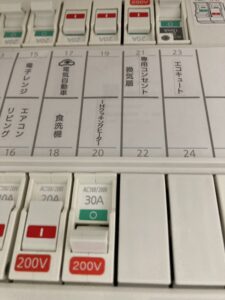 15
17
19
21
23
電子レンジ
電気自動車
専用コンセント
換気扇
エコキュート
リビング
エアコン
食洗機
IHクッキングヒーター
16
18
20
22
24
30A
200V
200V